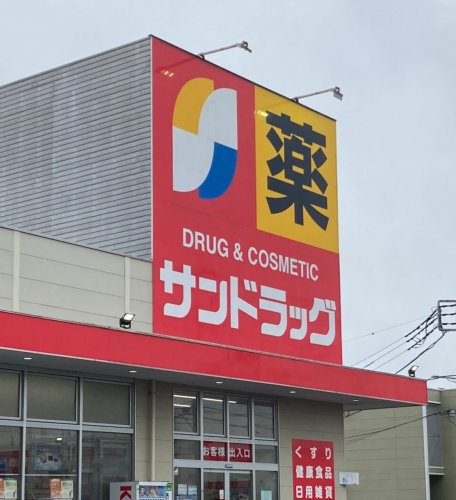 薬
DRUG & COSMETIC
サンドラッグ
お客様出入口
くすり
健康食品
日用雑貨